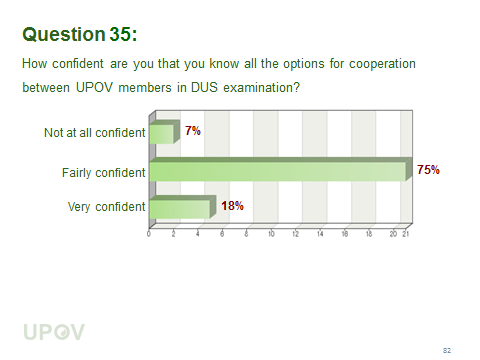 Question 35:
How confident are you that you know all the options for cooperation
between UPOV members in DUS examination?
Not at all confident 7%
Fairly confident 75%
Very confident 18%
0 2 4 6 8 10 12 14 16 18 20 21
UPOV
82